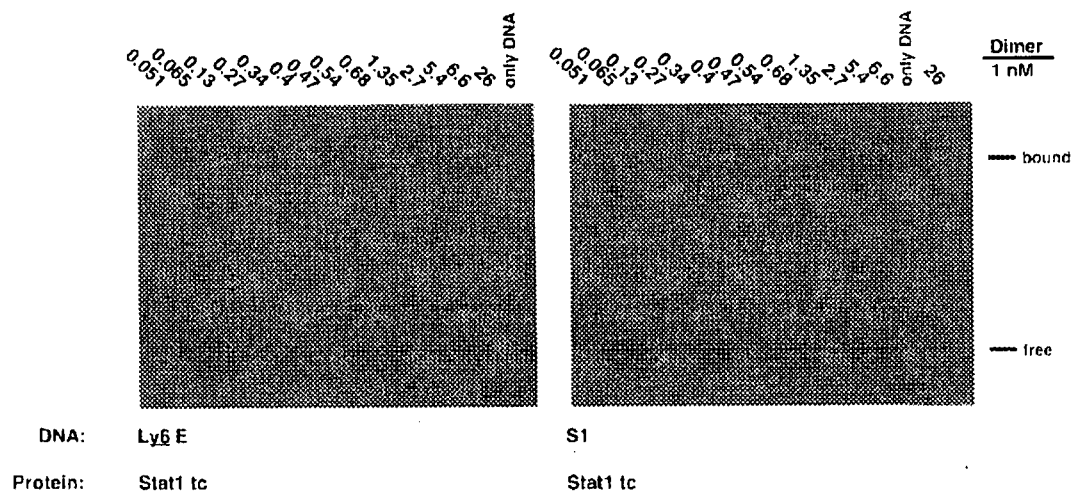 0.051 0.065 0.13 0.27 0.34 0.4 0.47 0.54 0.68 1.35 2.7 5.4 6.6 26 only DNA
0.051 0.065 0.13 0.27 0.34 0.4 0.47 0.54 0.68 1.35 2.7 5.4 6.6 only DNA 26
Dimer
1 nM
bound
free
DNA: Ly6 E S1
Protein: Stat1 tc Stat1 tc